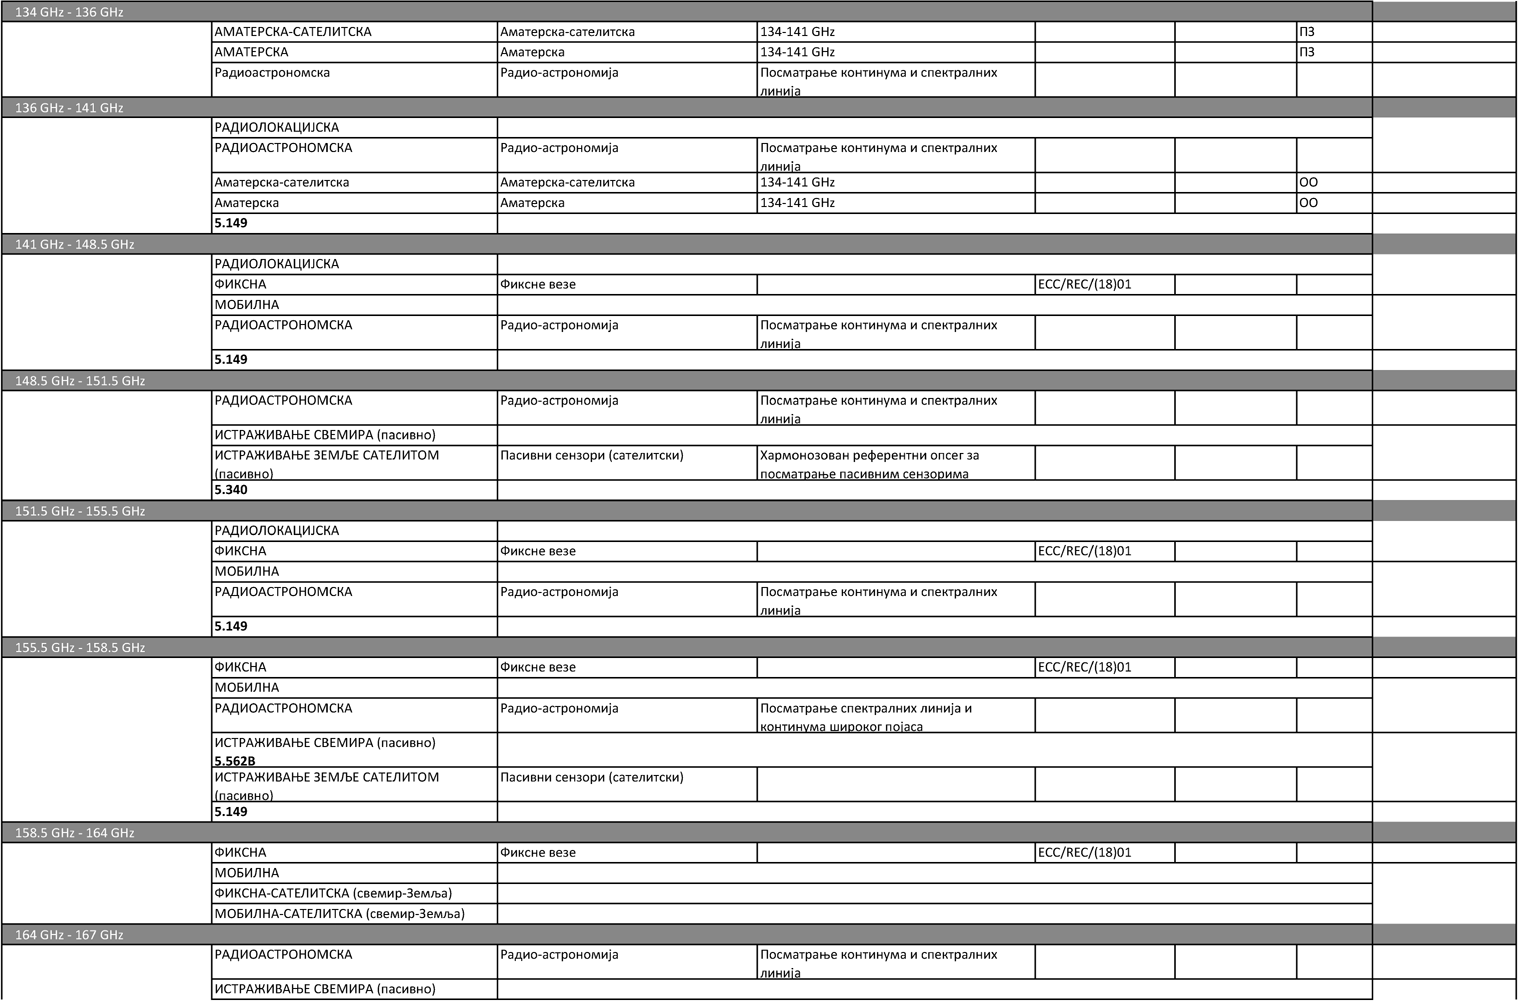 134 GHz - 136 GHz
АМАТЕРСКА-САТЕЛИТСКА Аматерска-сателитска 134-141 GHz ПЗ
АМАТЕРСКА Аматерска 134-141 GHz ПЗ
Радиоастрономска Радио-астрономија Посматрање континума и спектралних
линија
136 GHz - 141 GHz
РАДИОЛОКАЦИЈСКА
РАДИОАСТРОНОМСКА Радио-астрономија Посматрање континума и спектралних
линија
Аматерска-сателитска Аматерска-сателитска 134-141 GHz ОО
Аматерска Аматерска 134-141 GHz ОО
5.149
141 GHz - 148.5 GHz
РАДИОЛОКАЦИЈСКА
ФИКСНА Фиксне везе ECC/REC/(18)01
МОБИЛНА
РАДИОАСТРОНОМСКА Радио-астрономија Посматрање континума и спектралних
линија
5.149
148.5 GHz - 151.5 GHz
РАДИОАСТРОНОМСКА Радио-астрономија Посматрање континума и спектралних
линија
ИСТРАЖИВАЊЕ СВЕМИРА (пасивно)
ИСТРАЖИВАЊЕ ЗЕМЉЕ САТЕЛИТОМ Пасивни сензори (сателитски) Хармонозован референтни опсег за
(пасивно) посматрање пасивним сензорима
5.340
151.5 GHz - 155.5 GHz
РАДИОЛОКАЦИЈСКА
ФИКСНА Фиксне везе ECC/REC/(18)01
МОБИЛНА
РАДИОАСТРОНОМСКА Радио-астрономија Посматрање континума и спектралних
линија
5.149
155.5 GHz - 158.5 GHz
ФИКСНА Фиксне везе ECC/REC/(18)01
МОБИЛНА
РАДИОАСТРОНОМСКА Радио-астрономија Посматрање спектралних линија и
континума широког појаса
ИСТРАЖИВАЊЕ СВЕМИРА (пасивно)
5.562B
ИСТРАЖИВАЊЕ ЗЕМЉЕ САТЕЛИТОМ Пасивни сензори (сателитски)
(пасивно)
5.149
158.5 GHz - 164 GHz
ФИКСНА Фиксне везе ECC/REC/(18)01
МОБИЛНА
ФИКСНА-САТЕЛИТСКА (свемир-Земља)
МОБИЛНА-САТЕЛИТСКА (свемир-Земља)
164 GHz - 167 GHz
РАДИОАСТРОНОМСКА Радио-астрономија Посматрање континума и спектралних
линија
ИСТРАЖИВАЊЕ СВЕМИРА (пасивно)